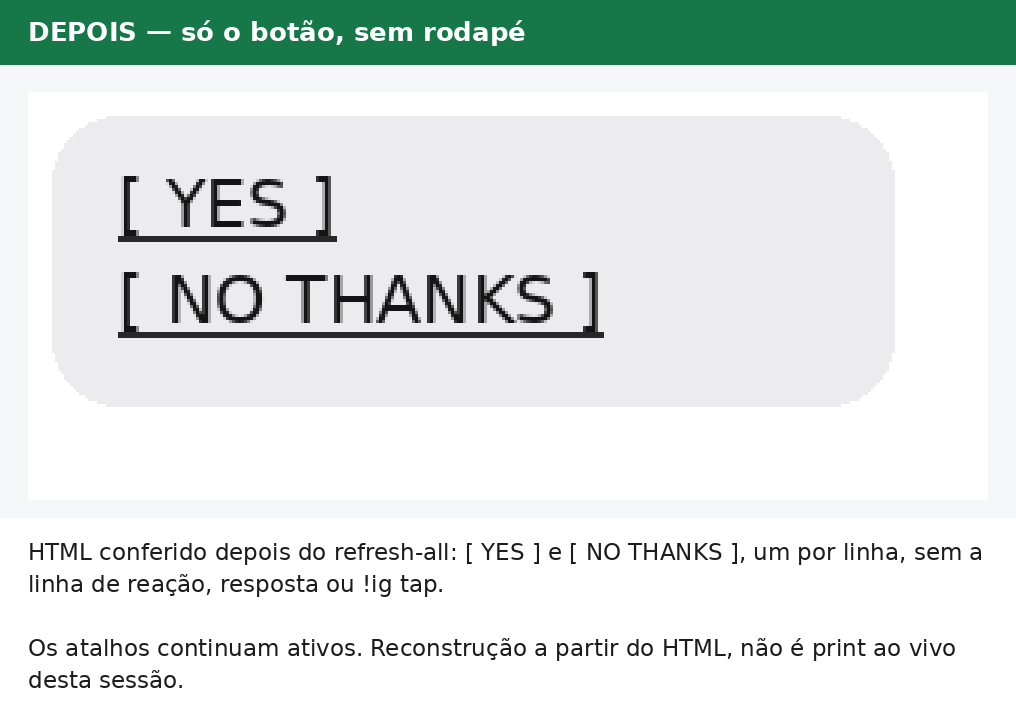 DEPOIS — só o botão, sem rodapé
[ YES ]
[ NO THANKS ]
HTML conferido depois do refresh-all: [ YES ] e [ NO THANKS ], um por linha, sem a
linha de reação, resposta ou !ig tap.
Os atalhos continuam ativos. Reconstrução a partir do HTML, não é print ao vivo
desta sessão.